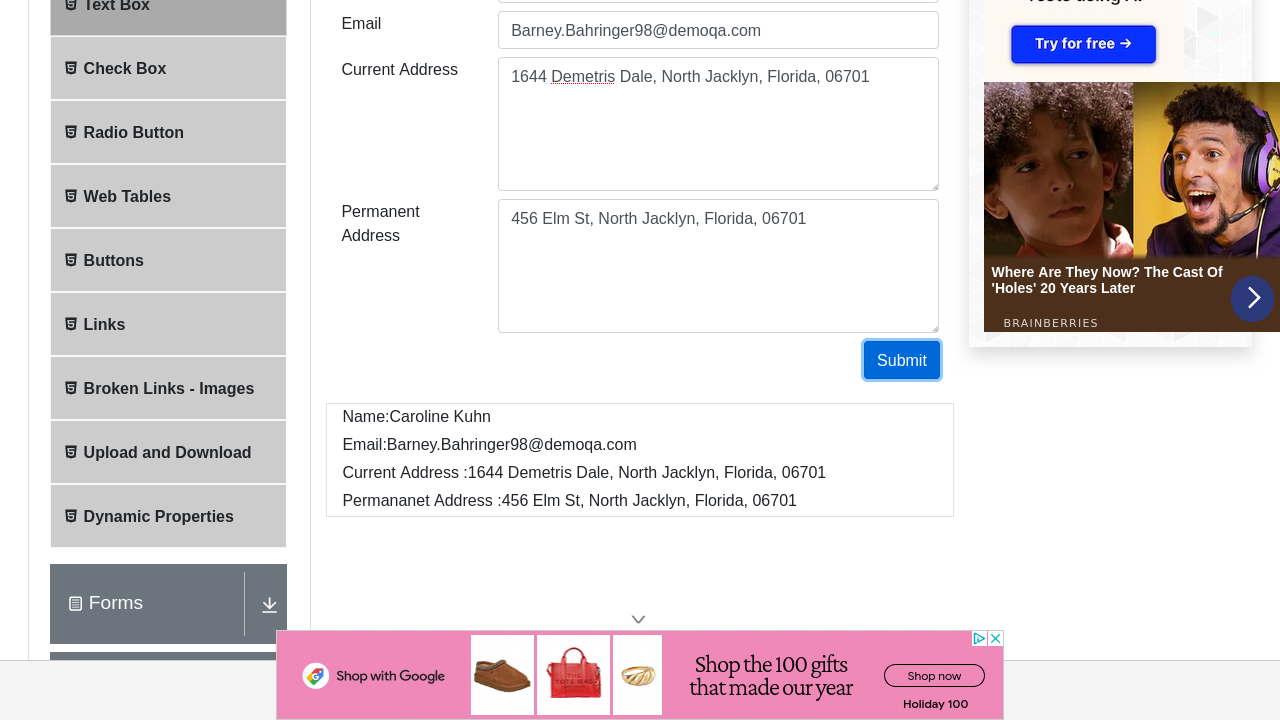 Text Box
Check Box
Radio Button
Web Tables
Buttons
Links
Broken Links - Images
Upload and Download
Dynamic Properties
Forms
Email
Barney.Bahringer98@demoqa.com
Current Address
1644 Demetris Dale, North Jacklyn, Florida, 06701
Permanent
Address
456 Elm St, North Jacklyn, Florida, 06701
Submit
Name:Caroline Kuhn
Email:Barney.Bahringer98@demoqa.com
Current Address :1644 Demetris Dale, North Jacklyn, Florida, 06701
Permananet Address :456 Elm St, North Jacklyn, Florida, 06701
Try for free →
Where Are They Now? The Cast Of
'Holes' 20 Years Later
BRAINBERRIES
Shop with Google
THE
TOTE BAG
Shop the 100 gifts
that made our year
Shop now
Holiday 100